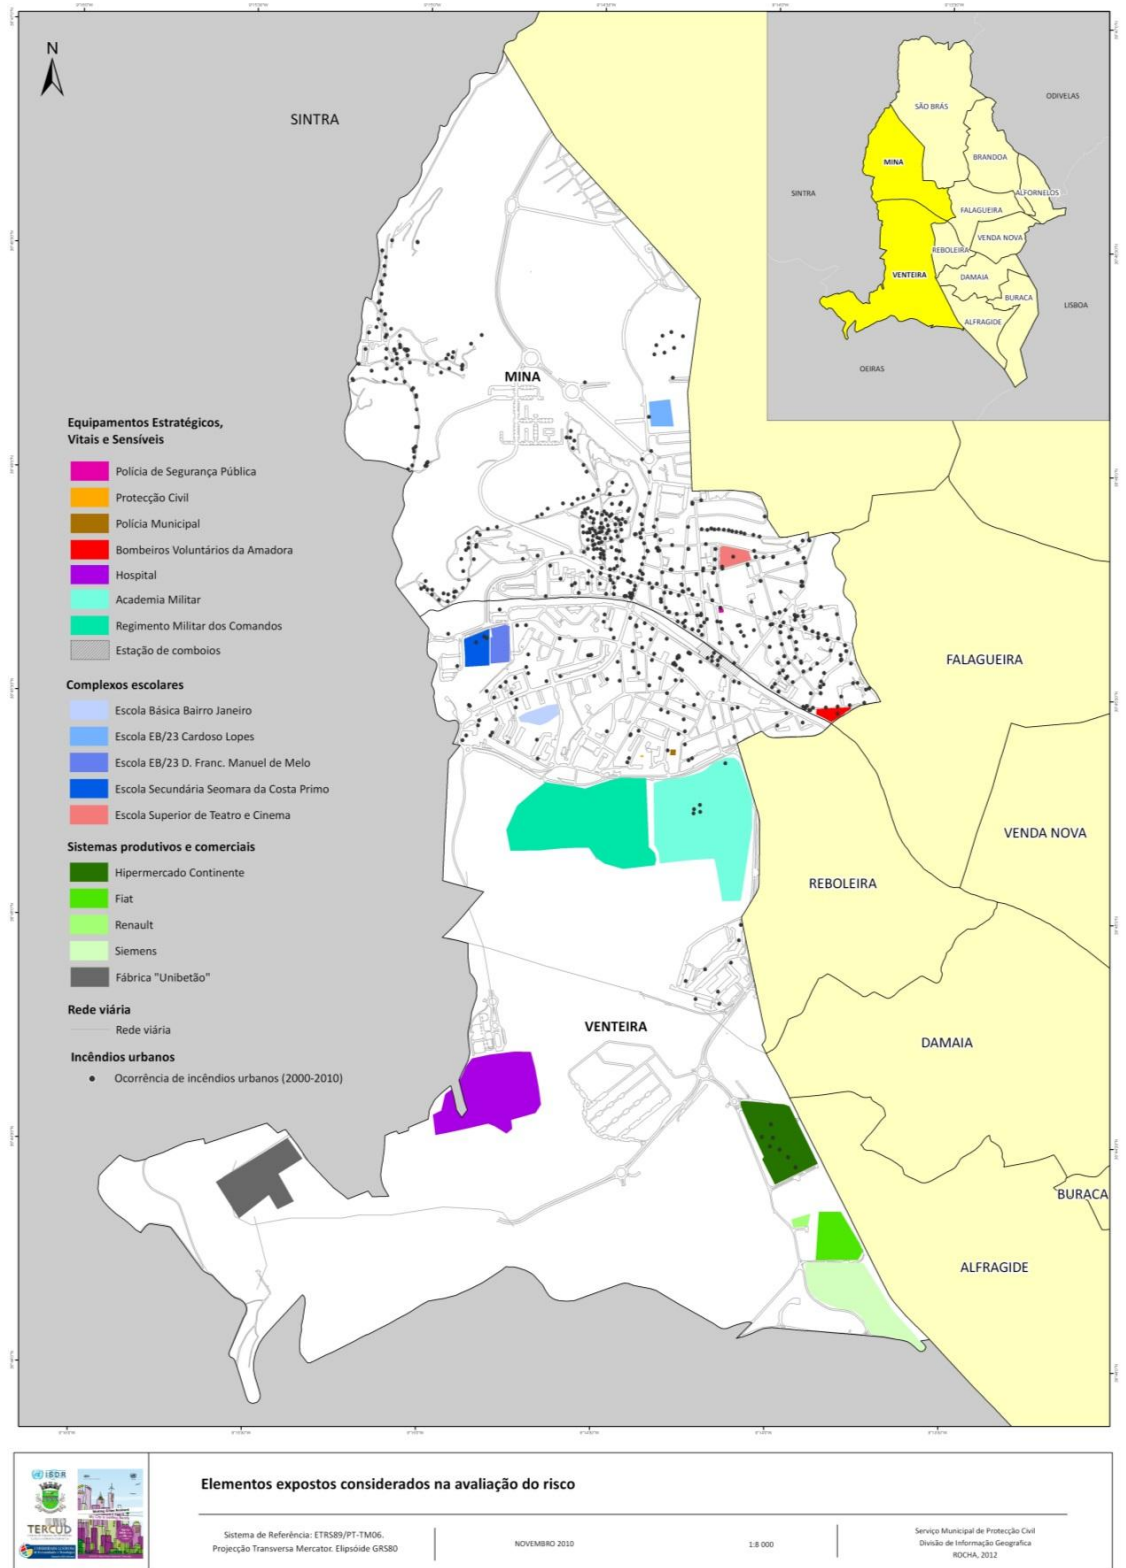 N
SINTRA
SÃO BRÁS
ODIVELAS
MINA
BRANDOA
SINTRA
ALFORNELOS
FALAGUEIRA
REBOLEIRA
VENDA NOVA
VENTEIRA
DAMAIA
BURACA
LISBOA
ALFRAGIDE
OEIRAS
MINA
Equipamentos Estratégicos,
Vitais e Sensíveis
Polícia de Segurança Pública
Protecção Civil
Polícia Municipal
Bombeiros Voluntários da Amadora
Hospital
Academia Militar
Regimento Militar dos Comandos
Estação de comboios
Complexos escolares
Escola Básica Bairro Janeiro
Escola EB/23 Cardoso Lopes
Escola EB/23 D. Franc. Manuel de Melo
Escola Secundária Seomara da Costa Primo
Escola Superior de Teatro e Cinema
Sistemas produtivos e comerciais
Hipermercado Continente
Fiat
Renault
Siemens
Fábrica "Unibetão"
Rede viária
Rede viária
Incêndios urbanos
Ocorrência de incêndios urbanos (2000-2010)
FALAGUEIRA
VENDA NOVA
REBOLEIRA
DAMAIA
VENTEIRA
BURACA
ALFRAGIDE
ISDR
TERCUD
Elementos expostos considerados na avaliação do risco
Sistema de Referência: ETRS89/PT-TM06.
Projecção Transversa Mercator. Elipsóide GRS80
NOVEMBRO 2010
1:8 000
Serviço Municipal de Protecção Civil
Divisão de Informação Geografica
ROCHA, 2012